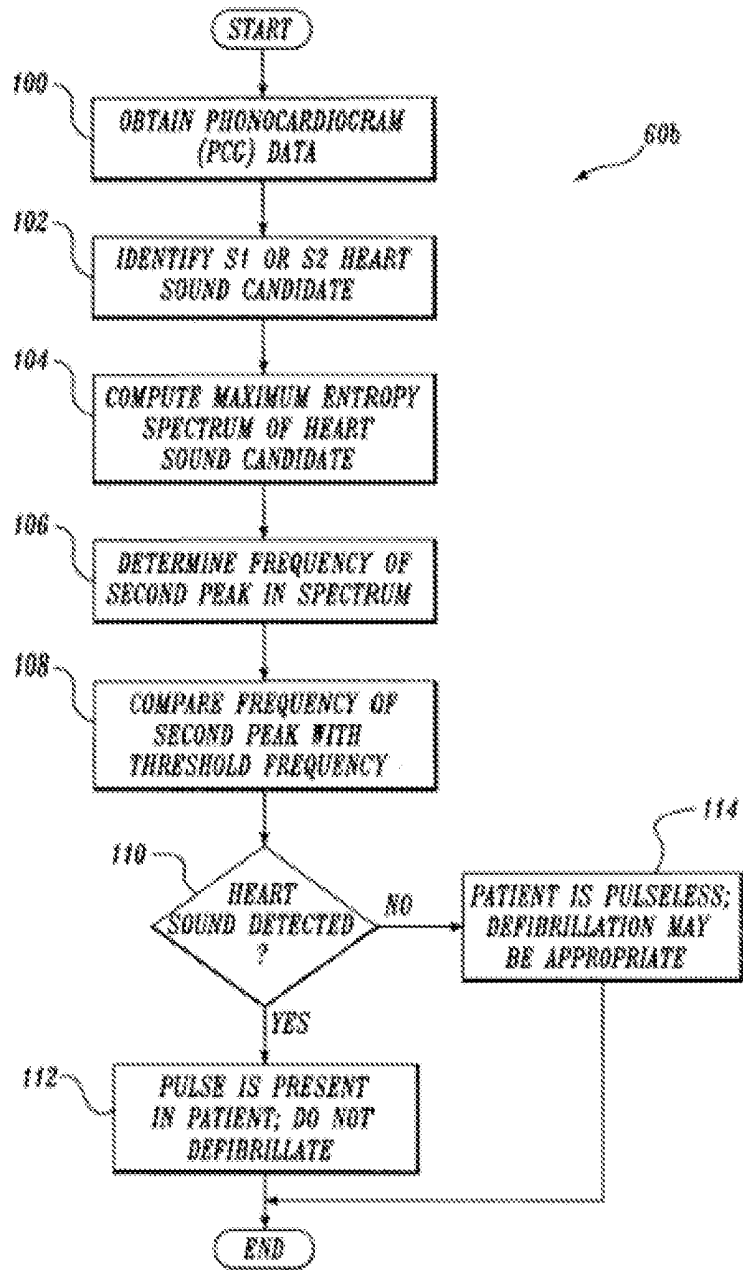 START
100
OBTAIN PHONOCARDIOGRAM
(PCG) DATA
60b
102
IDENTIFY S1 OR S2 HEART
SOUND CANDIDATE
104
COMPUTE MAXIMUM ENTROPY
SPECTRUM OF HEART
SOUND CANDIDATE
106
DETERMINE FREQUENCY OF
SECOND PEAK IN SPECTRUM
108
COMPARE FREQUENCY OF
SECOND PEAK WITH
THRESHOLD FREQUENCY
110
HEART
SOUND DETECTED
?
NO
114
PATIENT IS PULSELESS;
DEFIBRILLATION MAY
BE APPROPRIATE
YES
112
PULSE IS PRESENT
IN PATIENT; DO NOT
DEFIBRILLATE
END